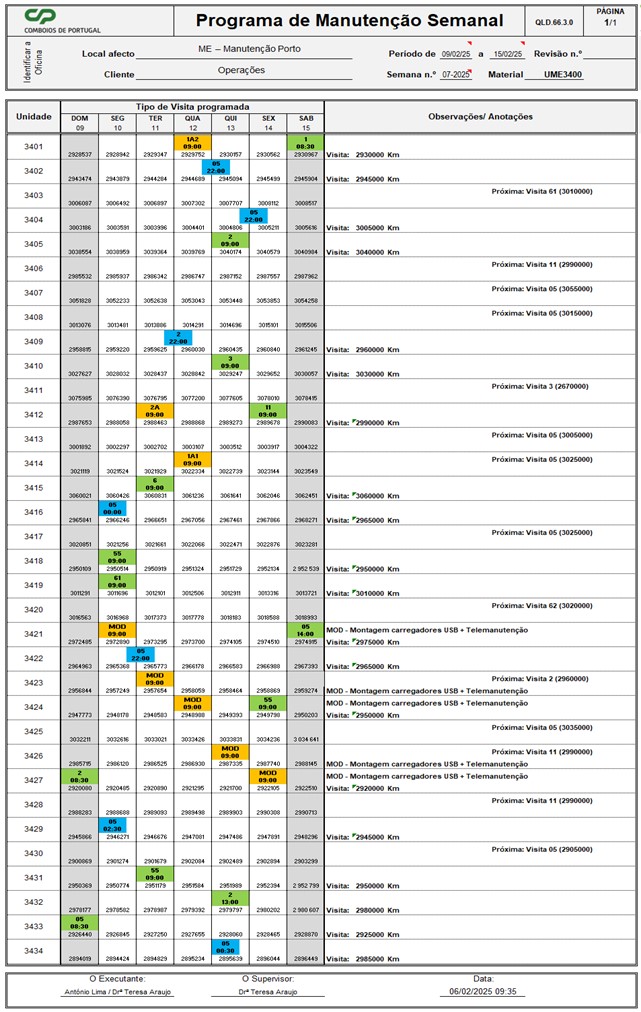 CP
COMBOIOS DE PORTUGAL
Programa de Manutenção Semanal
QLD.66.3.0
PÁGINA
1/1
Identificar a Oficina
Local afecto ME – Manutenção Porto
Período de 09/02/25 a 15/02/25 Revisão n.º
Cliente Operações
Semana n.º 07-2025 Material UME3400
Unidade Tipo de Visita programada Observações/ Anotações
DOM SEG TER QUA QUI SEX SAB
09 10 11 12 13 14 15
3401 1A2 09:00 1 08:30
2928537 2928942 2929347 2929752 2930157 2930562 2930967 Visita: 2930000 Km
3402 05 22:00
2943474 2943879 2944284 2944689 2945094 2945499 2945904 Visita: 2945000 Km
3403 Próxima: Visita 61 (3010000)
3006087 3006492 3006897 3007302 3007707 3008112 3008517
3404 05 22:00
3003186 3003591 3003996 3004401 3004806 3005211 3005616 Visita: 3005000 Km
3405 2 09:00
3038554 3038959 3039364 3039769 3040174 3040579 3040984 Visita: 3040000 Km
3406 Próxima: Visita 11 (2990000)
2985532 2985937 2986342 2986747 2987152 2987557 2987962
3407 Próxima: Visita 05 (3055000)
3051828 3052233 3052638 3053043 3053448 3053853 3054258
3408 Próxima: Visita 05 (3015000)
3013076 3013481 3013886 3014291 3014696 3015101 3015506
3409 2 22:00
2958815 2959220 2959625 2960030 2960435 2960840 2961245 Visita: 2960000 Km
3410 3 09:00
3027627 3028032 3028437 3028842 3029247 3029652 3030057 Visita: 3030000 Km
3411 Próxima: Visita 3 (2670000)
3075985 3076390 3076795 3077200 3077605 3078010 3078415
3412 2A 09:00 11 09:00
2987653 2988058 2988463 2988868 2989273 2989678 2990083 Visita: 2990000 Km
3413 Próxima: Visita 05 (3005000)
3001892 3002297 3002702 3003107 3003512 3003917 3004322
3414 1A1 09:00 Próxima: Visita 05 (3025000)
3021119 3021524 3021929 3022334 3022739 3023144 3023549
3415 6 09:00
3060021 3060426 3060831 3061236 3061641 3062046 3062451 Visita: 3060000 Km
3416 05 00:00
2965841 2966246 2966651 2967056 2967461 2967866 2968271 Visita: 2965000 Km
3417 Próxima: Visita 05 (3025000)
3020851 3021256 3021661 3022066 3022471 3022876 3023281
3418 55 09:00
2950109 2950514 2950919 2951324 2951729 2952134 2 952 539 Visita: 2950000 Km
3419 61 09:00
3011291 3011696 3012101 3012506 3012911 3013316 3013721 Visita: 3010000 Km
3420 Próxima: Visita 62 (3020000)
3016563 3016968 3017373 3017778 3018183 3018588 3018993
3421 MOD 09:00 05 14:00 MOD - Montagem carregadores USB + Telemanutenção
2972485 2972890 2973295 2973700 2974105 2974510 2974915 Visita: 2975000 Km
3422 05 22:00
2964963 2965368 2965773 2966178 2966583 2966988 2967393 Visita: 2965000 Km
3423 MOD 09:00 Próxima: Visita 2 (2960000)
2956844 2957249 2957654 2958059 2958464 2958869 2959274 MOD - Montagem carregadores USB + Telemanutenção
3424 MOD 09:00 55 09:00 MOD - Montagem carregadores USB + Telemanutenção
2947773 2948178 2948583 2948988 2949393 2949798 2950203 Visita: 2950000 Km
3425 Próxima: Visita 05 (3035000)
3032211 3032616 3033021 3033426 3033831 3034236 3 034 641
3426 MOD 09:00 Próxima: Visita 11 (2990000)
2985715 2986120 2986525 2986930 2987335 2987740 2988145 MOD - Montagem carregadores USB + Telemanutenção
3427 2 08:30 MOD 09:00 MOD - Montagem carregadores USB + Telemanutenção
2920080 2920485 2920890 2921295 2921700 2922105 2922510 Visita: 2920000 Km
3428 Próxima: Visita 11 (2990000)
2988283 2988688 2989093 2989498 2989903 2990308 2990713
3429 05 02:30
2945866 2946271 2946676 2947081 2947486 2947891 2948296 Visita: 2945000 Km
3430 Próxima: Visita 05 (2905000)
2900869 2901274 2901679 2902084 2902489 2902894 2903299
3431 55 09:00
2950369 2950774 2951179 2951584 2951989 2952394 2 952 799 Visita: 2950000 Km
3432 2 13:00
2978177 2978582 2978987 2979392 2979797 2980202 2 980 607 Visita: 2980000 Km
3433 05 08:30
2926440 2926845 2927250 2927655 2928060 2928465 2928870 Visita: 2925000 Km
3434 05 08:30
2894019 2894424 2894829 2895234 2895639 2896044 2896449 Visita: 2985000 Km
O Executante: O Supervisor: Data:
António Lima / Drª Teresa Araujo Drª Teresa Araujo 06/02/2025 09:35